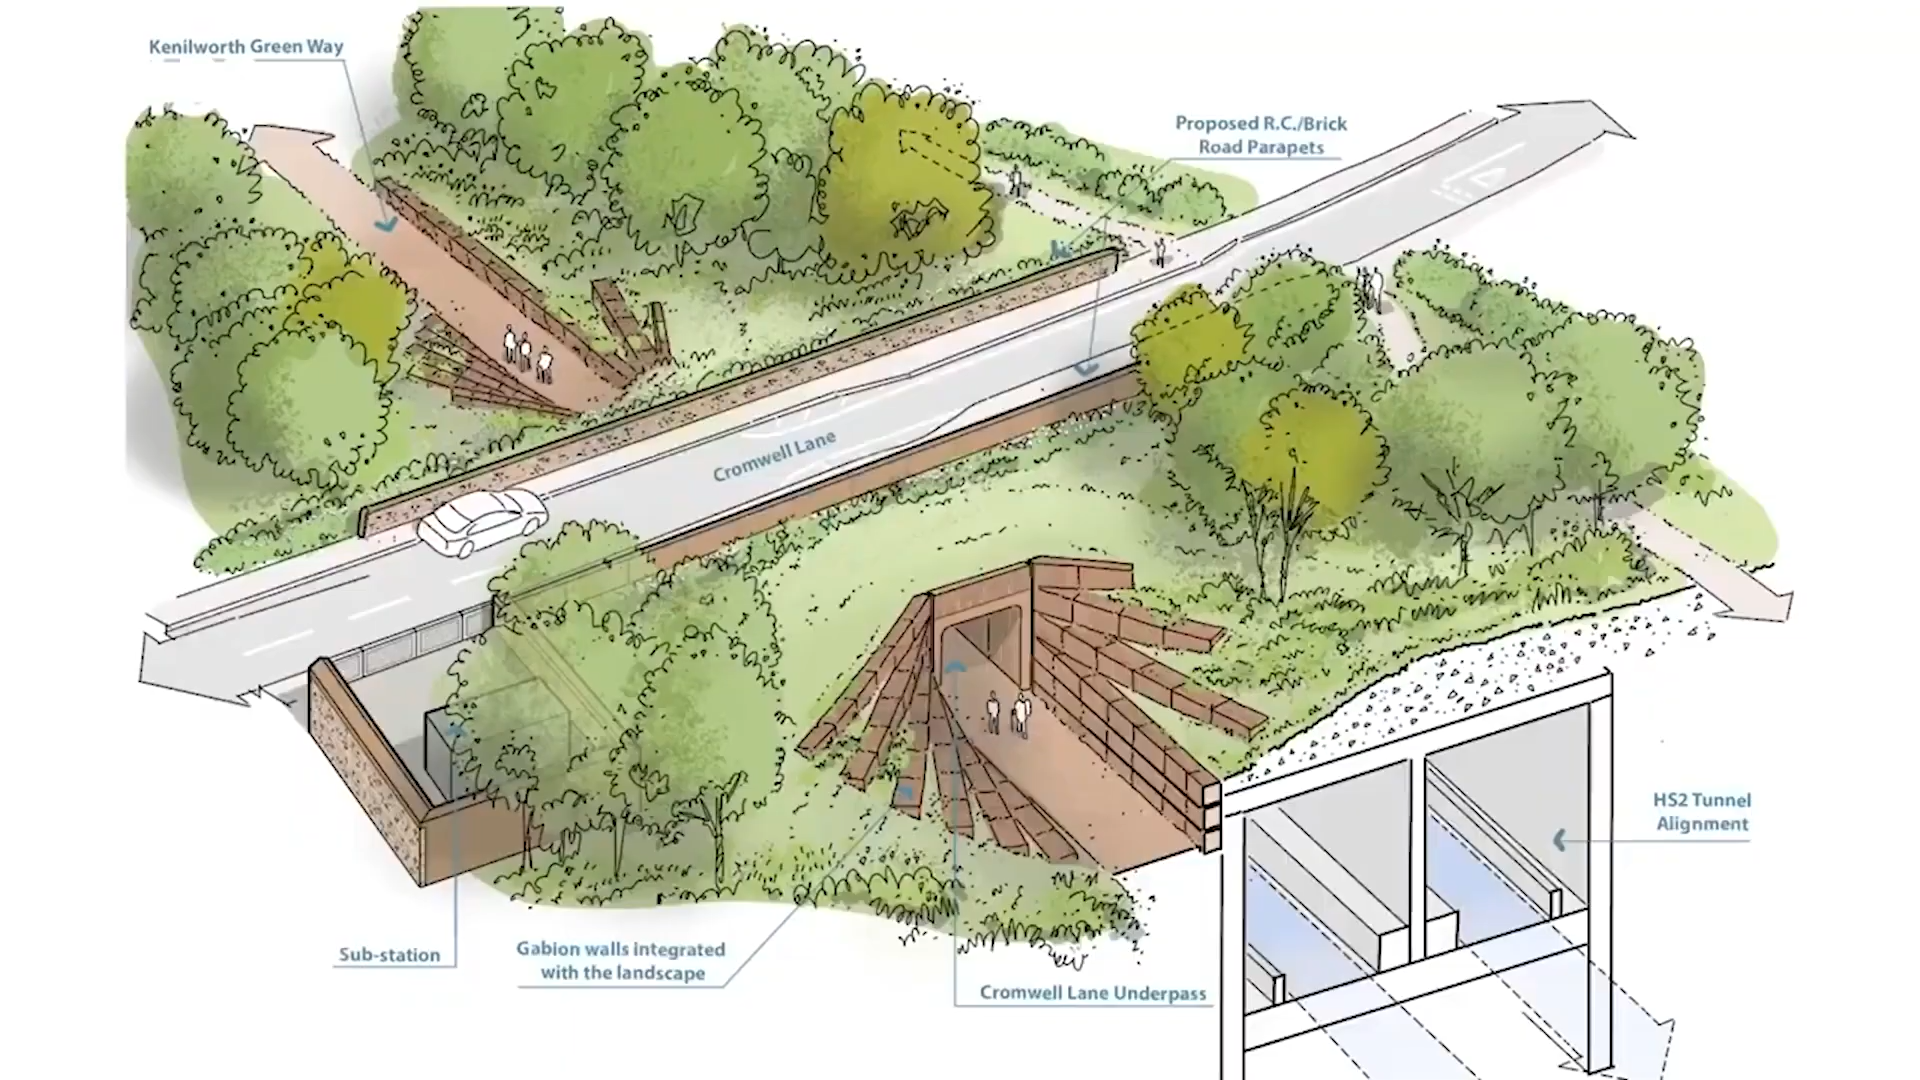 Kenilworth Green Way
Proposed R.C./Brick
Road Parapets
Cromwell Lane
HS2 Tunnel
Alignment
Sub-station
Gabion walls integrated
with the landscape
Cromwell Lane Underpass